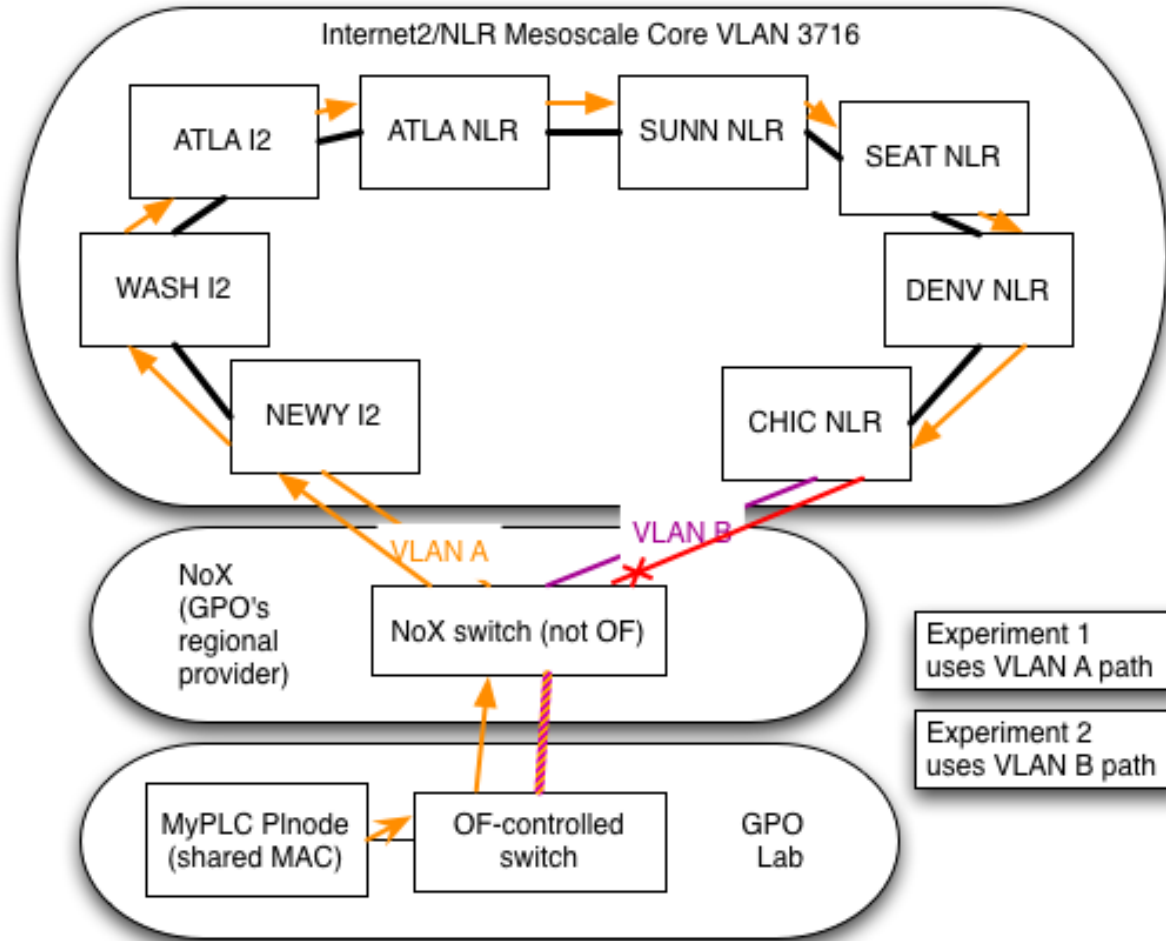 Internet2/NLR Mesoscale Core VLAN 3716
ATLA I2
ATLA NLR
SUNN NLR
SEAT NLR
WASH I2
DENV NLR
NEWY I2
CHIC NLR
VLAN A
VLAN B
NoX
(GPO's
regional
provider)
NoX switch (not OF)
Experiment 1
uses VLAN A path
Experiment 2
uses VLAN B path
MyPLC Plnode
(shared MAC)
OF-controlled
switch
GPO
Lab